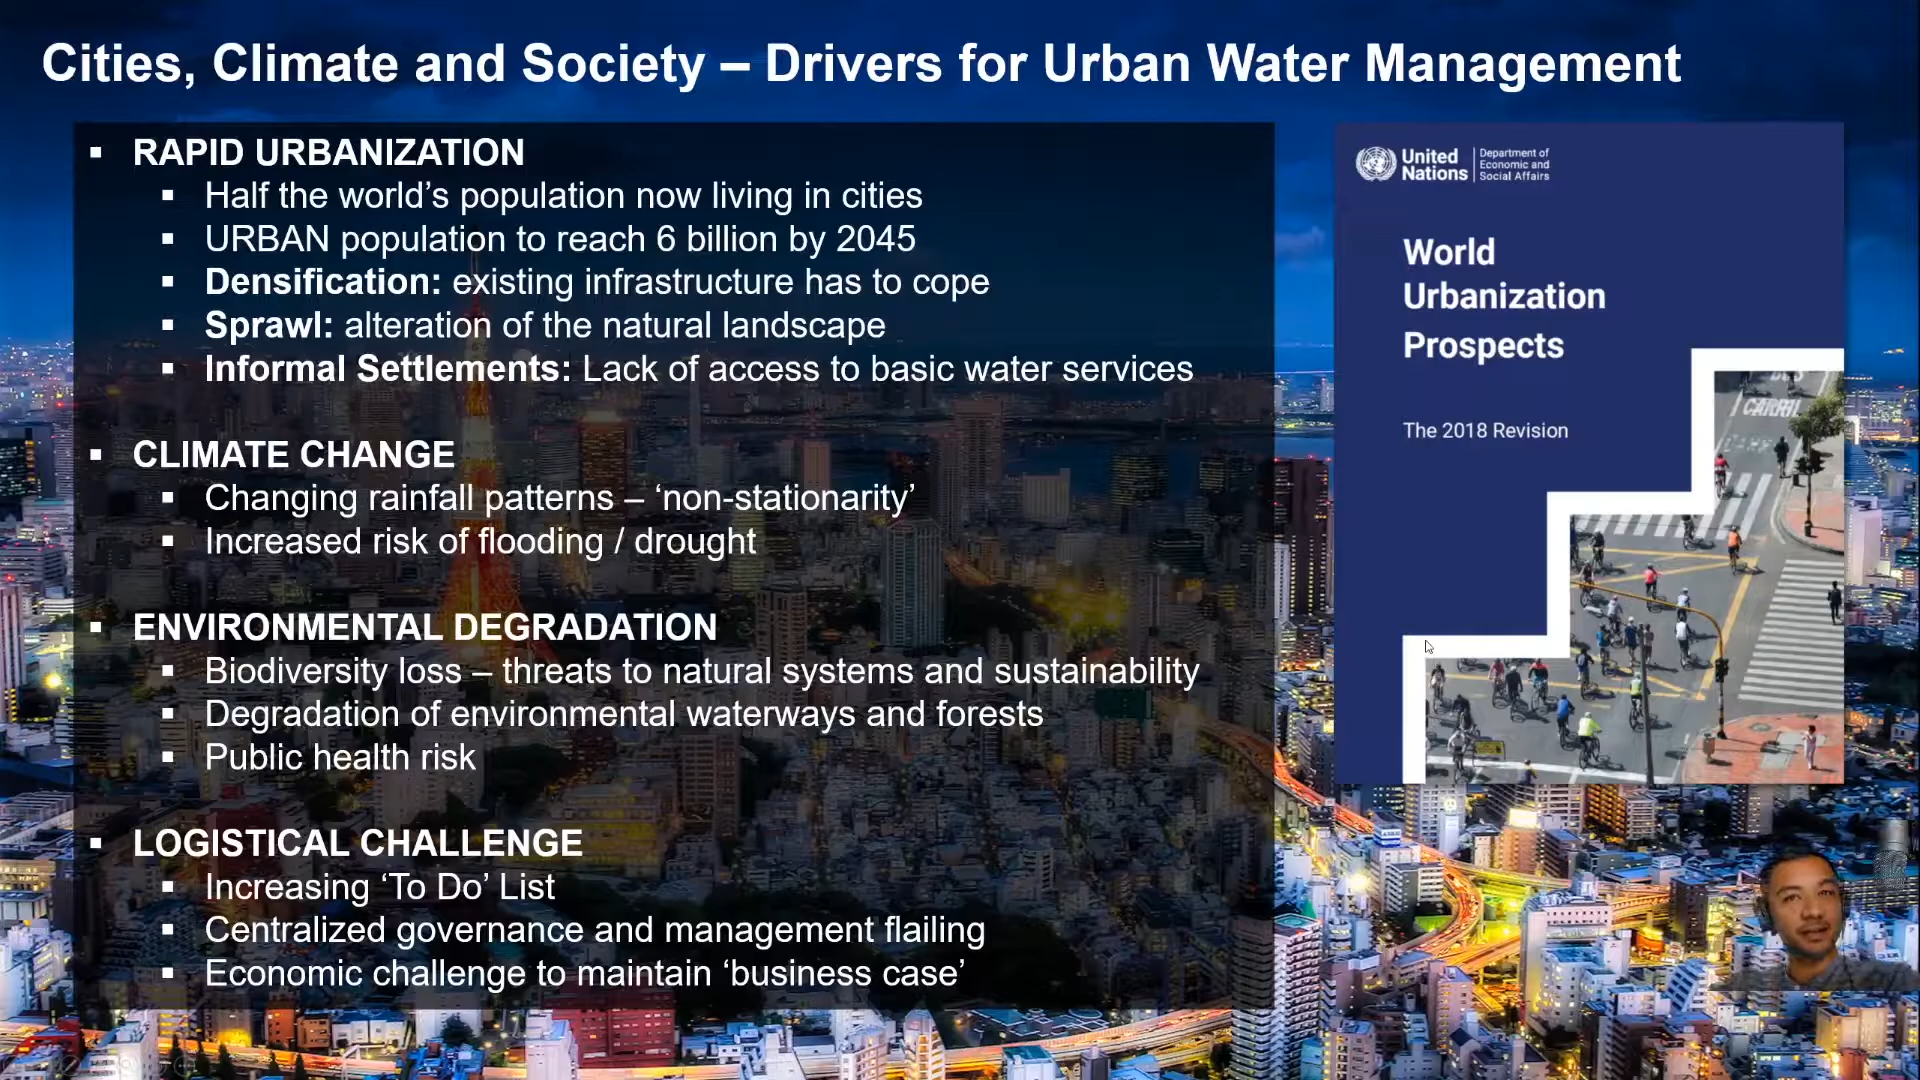 Cities, Climate and Society – Drivers for Urban Water Management
▪ RAPID URBANIZATION
▪ Half the world’s population now living in cities
▪ URBAN population to reach 6 billion by 2045
▪ Densification: existing infrastructure has to cope
▪ Sprawl: alteration of the natural landscape
▪ Informal Settlements: Lack of access to basic water services
▪ CLIMATE CHANGE
▪ Changing rainfall patterns – ‘non-stationarity’
▪ Increased risk of flooding / drought
▪ ENVIRONMENTAL DEGRADATION
▪ Biodiversity loss – threats to natural systems and sustainability
▪ Degradation of environmental waterways and forests
▪ Public health risk
▪ LOGISTICAL CHALLENGE
▪ Increasing ‘To Do’ List
▪ Centralized governance and management flailing
▪ Economic challenge to maintain ‘business case’
United
Nations
Department of
Economic and
Social Affairs
World
Urbanization
Prospects
The 2018 Revision
CARRIL